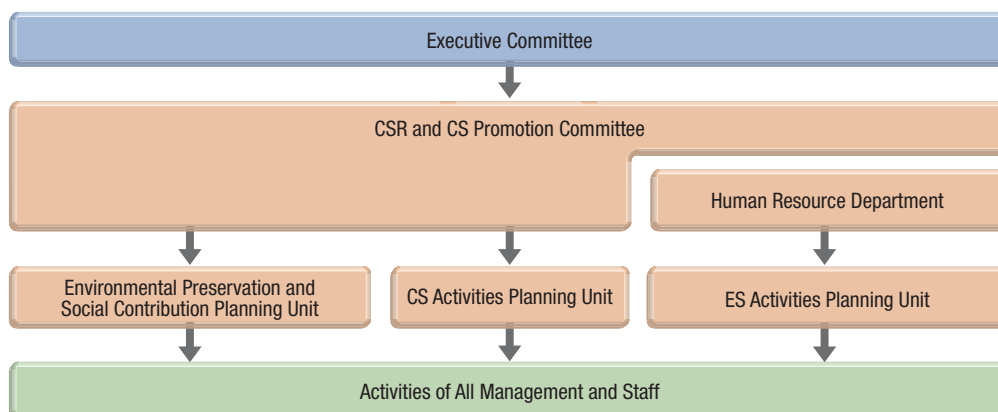 Executive Committee
CSR and CS Promotion Committee
Human Resource Department
Environmental Preservation and
Social Contribution Planning Unit
CS Activities Planning Unit
ES Activities Planning Unit
Activities of All Management and Staff